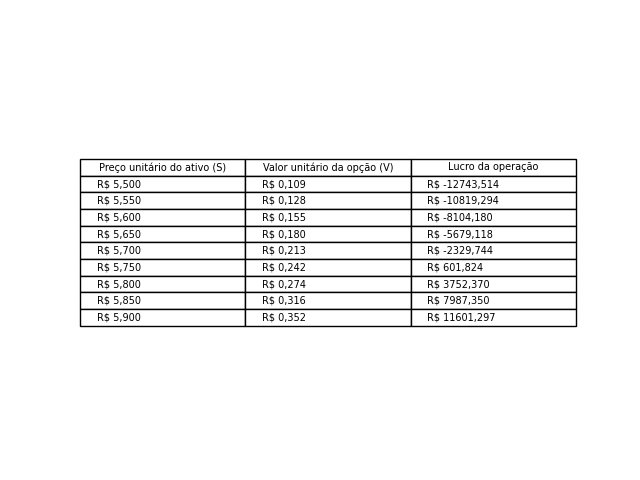 Preço unitário do ativo (S) Valor unitário da opção (V) Lucro da operação
R$ 5,500 R$ 0,109 R$ -12743,514
R$ 5,550 R$ 0,128 R$ -10819,294
R$ 5,600 R$ 0,155 R$ -8104,180
R$ 5,650 R$ 0,180 R$ -5679,118
R$ 5,700 R$ 0,213 R$ -2329,744
R$ 5,750 R$ 0,242 R$ 601,824
R$ 5,800 R$ 0,274 R$ 3752,370
R$ 5,850 R$ 0,316 R$ 7987,350
R$ 5,900 R$ 0,352 R$ 11601,297